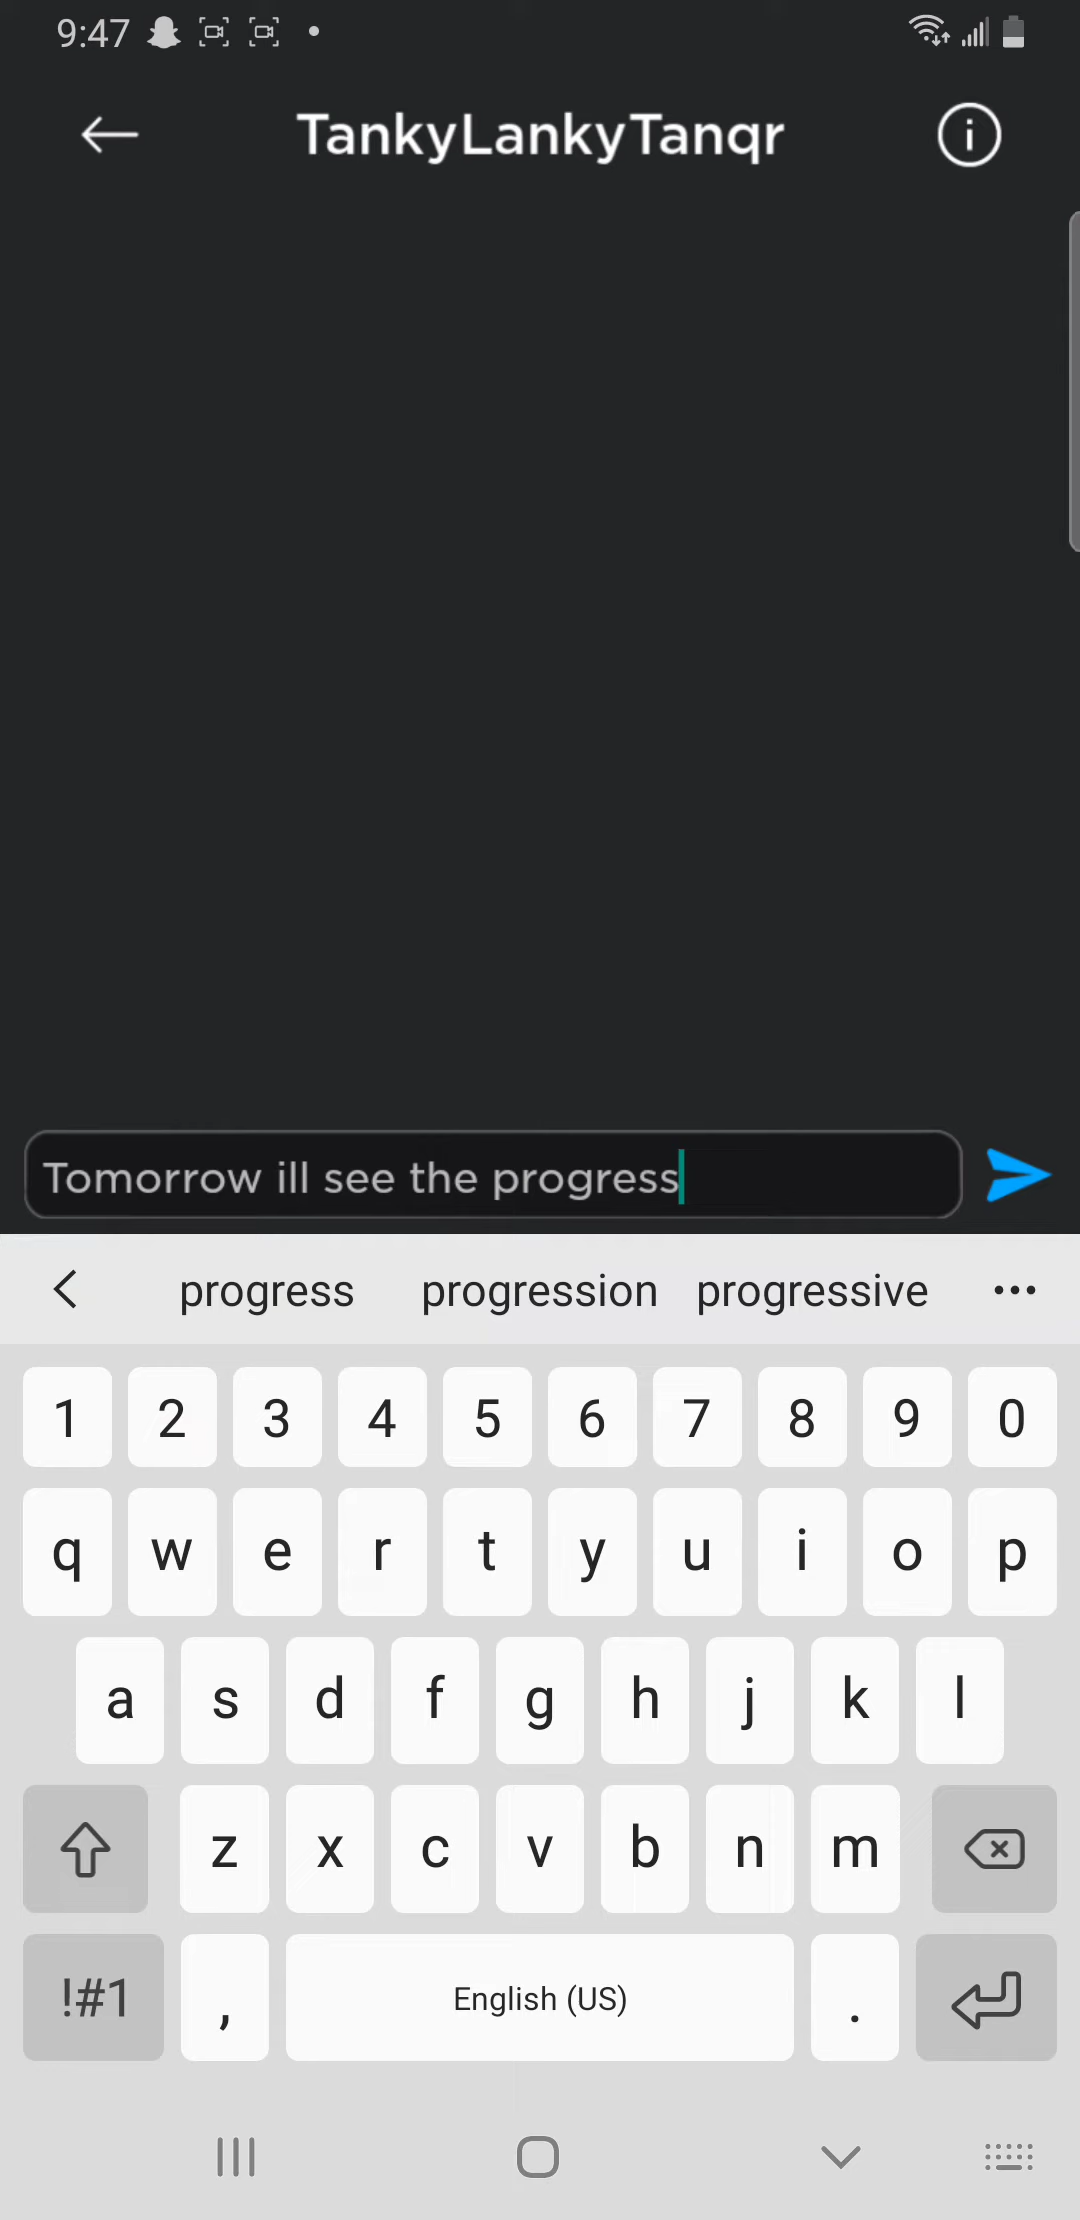 9:47
TankyLankyTanqr
Tomorrow ill see the progress
progress progression progressive
1 2 3 4 5 6 7 8 9 0
q w e r t y u i o p
a s d f g h j k l
z x c v b n m
!#1 , English (US) .